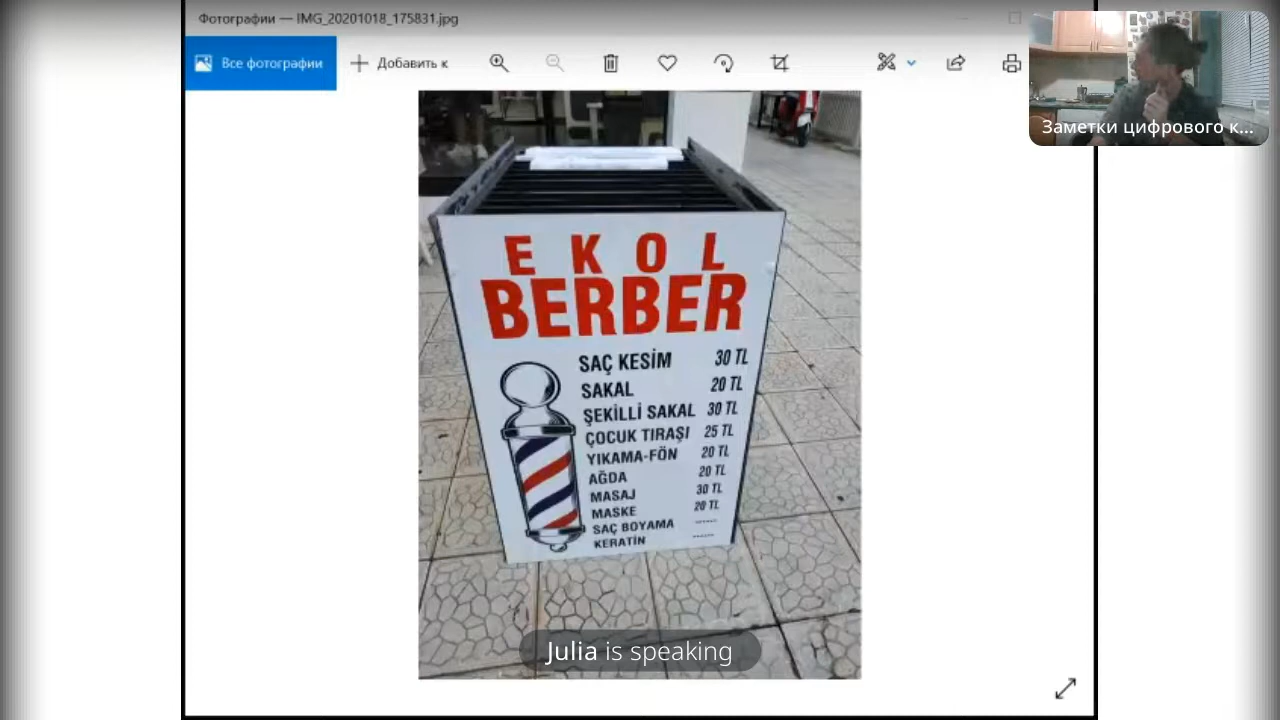 Фотографии — IMG_20201018_175831.jpg
Все фотографии
Добавить к
Заметки цифрового к...
E K O L
BERBER
SAÇ KESİM 30 TL
SAKAL 20 TL
ŞEKİLLİ SAKAL 30 TL
ÇOCUK TIRAŞI 25 TL
YIKAMA-FÖN 20 TL
AĞDA 20 TL
MASAJ 30 TL
MASKE 20 TL
SAÇ BOYAMA ------
KERATİN ------
Julia is speaking